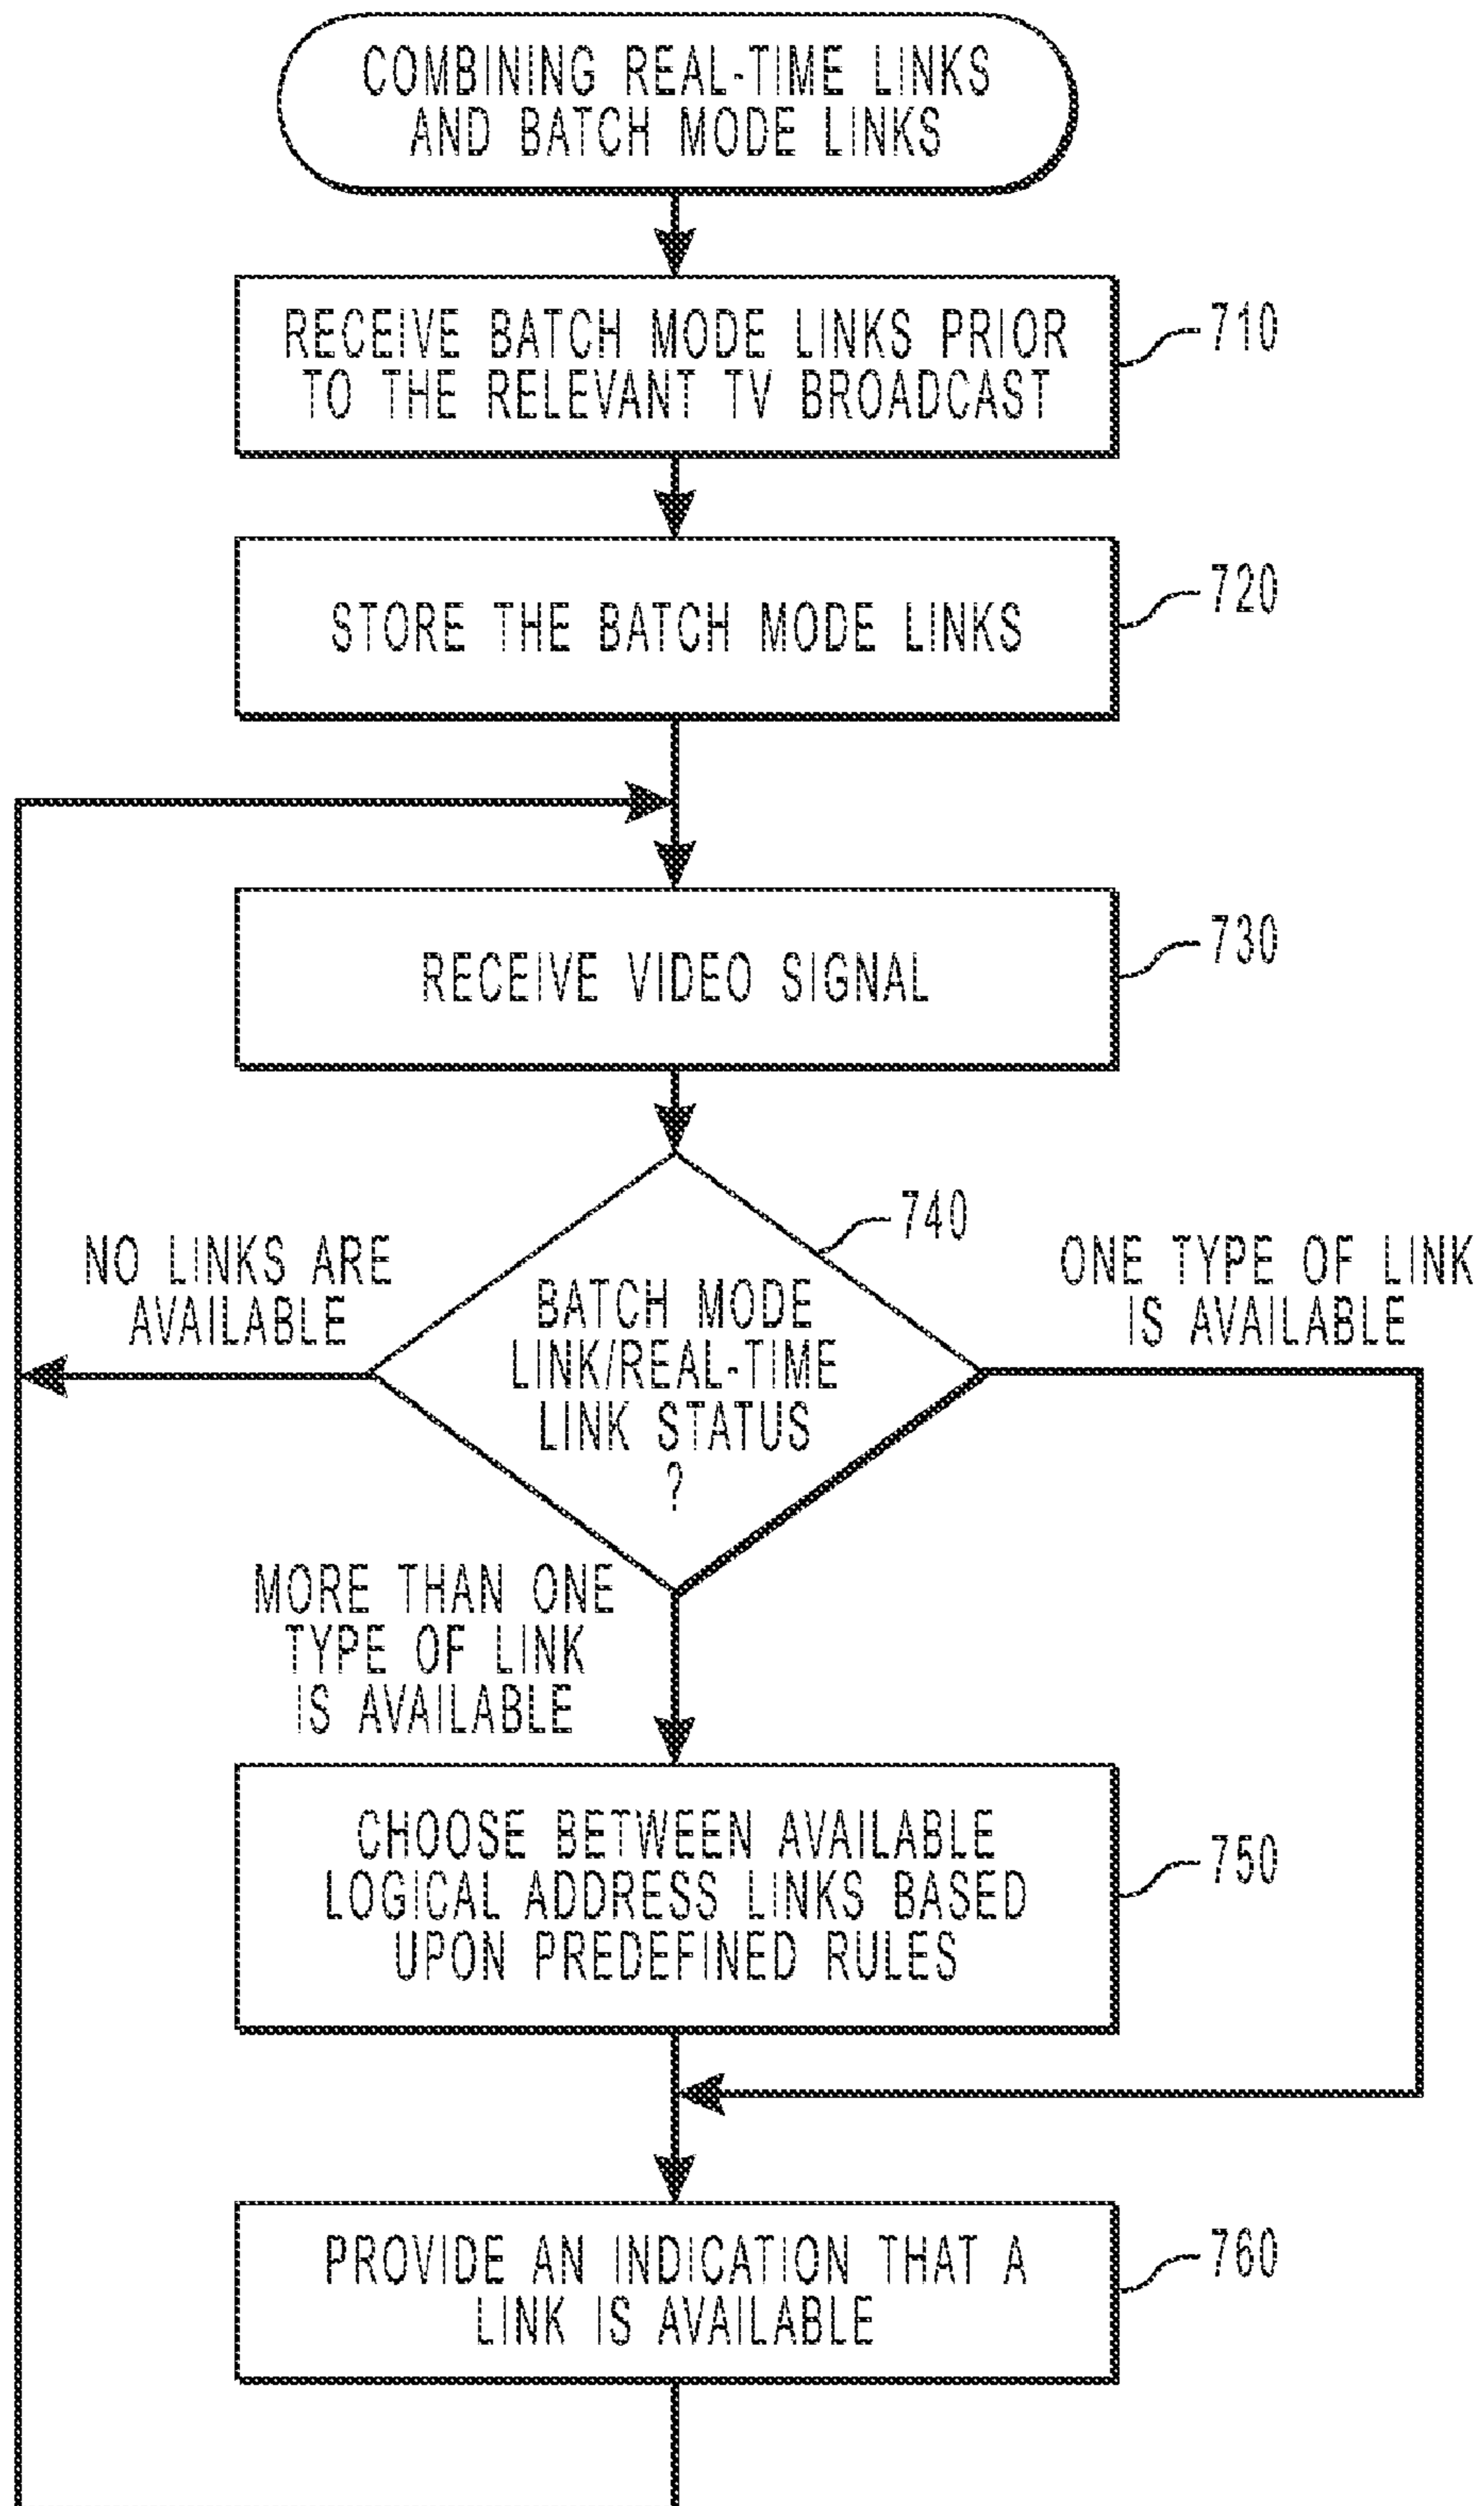 COMBINING REAL-TIME LINKS
AND BATCH MODE LINKS
RECEIVE BATCH MODE LINKS PRIOR
TO THE RELEVANT TV BROADCAST
710
STORE THE BATCH MODE LINKS
720
RECEIVE VIDEO SIGNAL
730
740
NO LINKS ARE
AVAILABLE
BATCH MODE
LINK/REAL-TIME
LINK STATUS
?
ONE TYPE OF LINK
IS AVAILABLE
MORE THAN ONE
TYPE OF LINK
IS AVAILABLE
CHOOSE BETWEEN AVAILABLE
LOGICAL ADDRESS LINKS BASED
UPON PREDEFINED RULES
750
PROVIDE AN INDICATION THAT A
LINK IS AVAILABLE
760